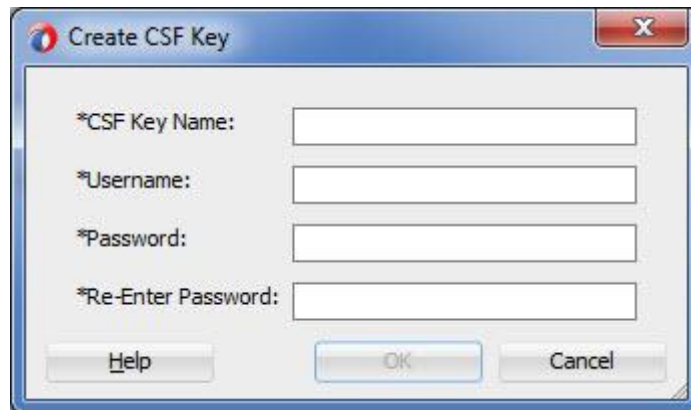 Create CSF Key
*CSF Key Name:
*Username:
*Password:
*Re-Enter Password:
Help OK Cancel